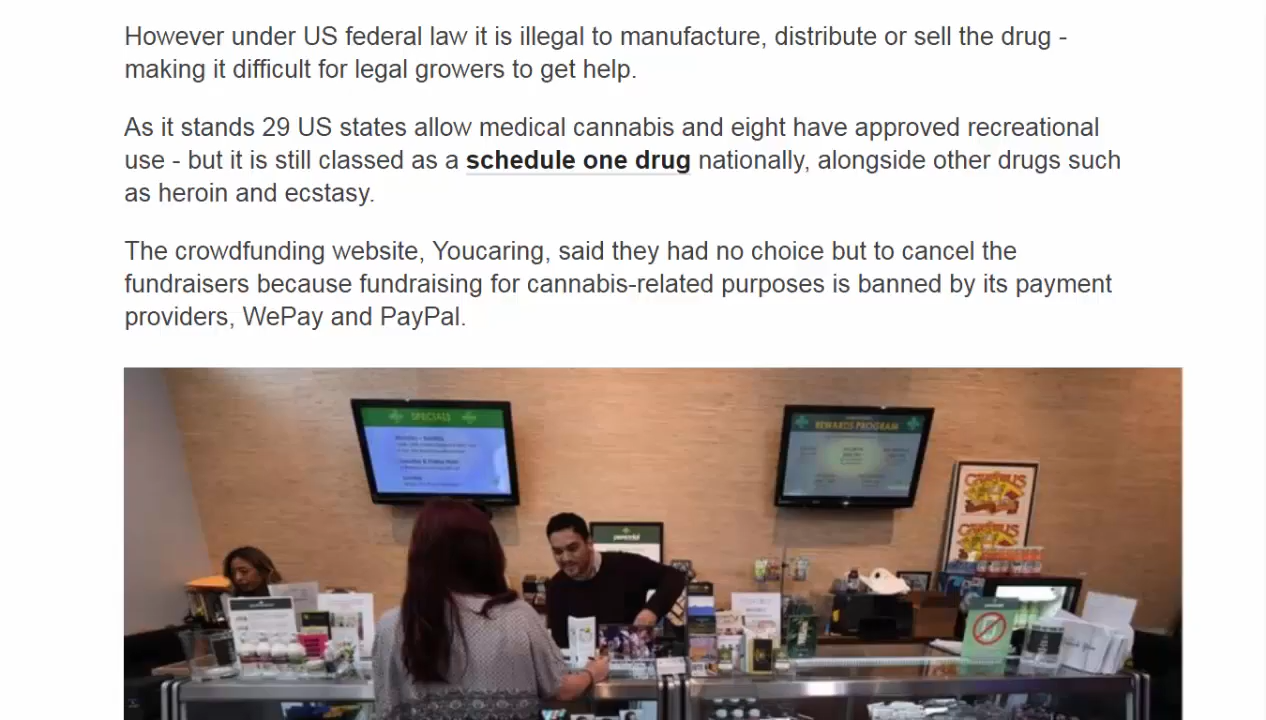 However under US federal law it is illegal to manufacture, distribute or sell the drug -
making it difficult for legal growers to get help.
As it stands 29 US states allow medical cannabis and eight have approved recreational
use - but it is still classed as a schedule one drug nationally, alongside other drugs such
as heroin and ecstasy.
The crowdfunding website, Youcaring, said they had no choice but to cancel the
fundraisers because fundraising for cannabis-related purposes is banned by its payment
providers, WePay and PayPal.
SPECIALS
REWARDS PROGRAM